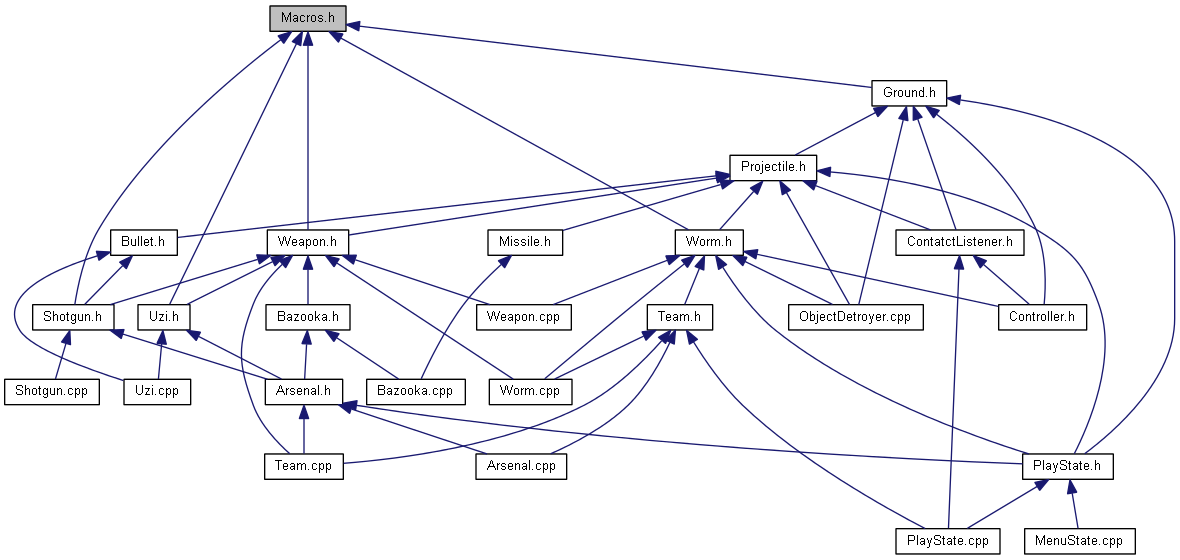 Macros.h
Ground.h
Projectile.h
Bullet.h
Weapon.h
Missile.h
Worm.h
ContatctListener.h
Shotgun.h
Uzi.h
Bazooka.h
Weapon.cpp
Team.h
ObjectDetroyer.cpp
Controller.h
Shotgun.cpp
Uzi.cpp
Arsenal.h
Bazooka.cpp
Worm.cpp
Team.cpp
Arsenal.cpp
PlayState.h
PlayState.cpp
MenuState.cpp